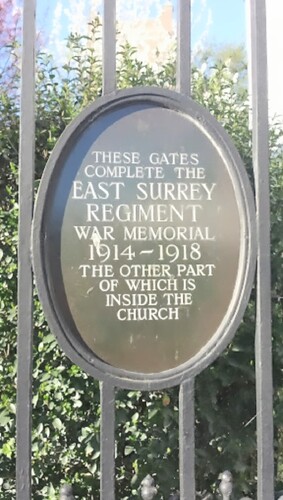 THESE GATES
COMPLETE THE
EAST SURREY
REGIMENT
WAR MEMORIAL
1914~1918
THE OTHER PART
OF WHICH IS
INSIDE THE
CHURCH